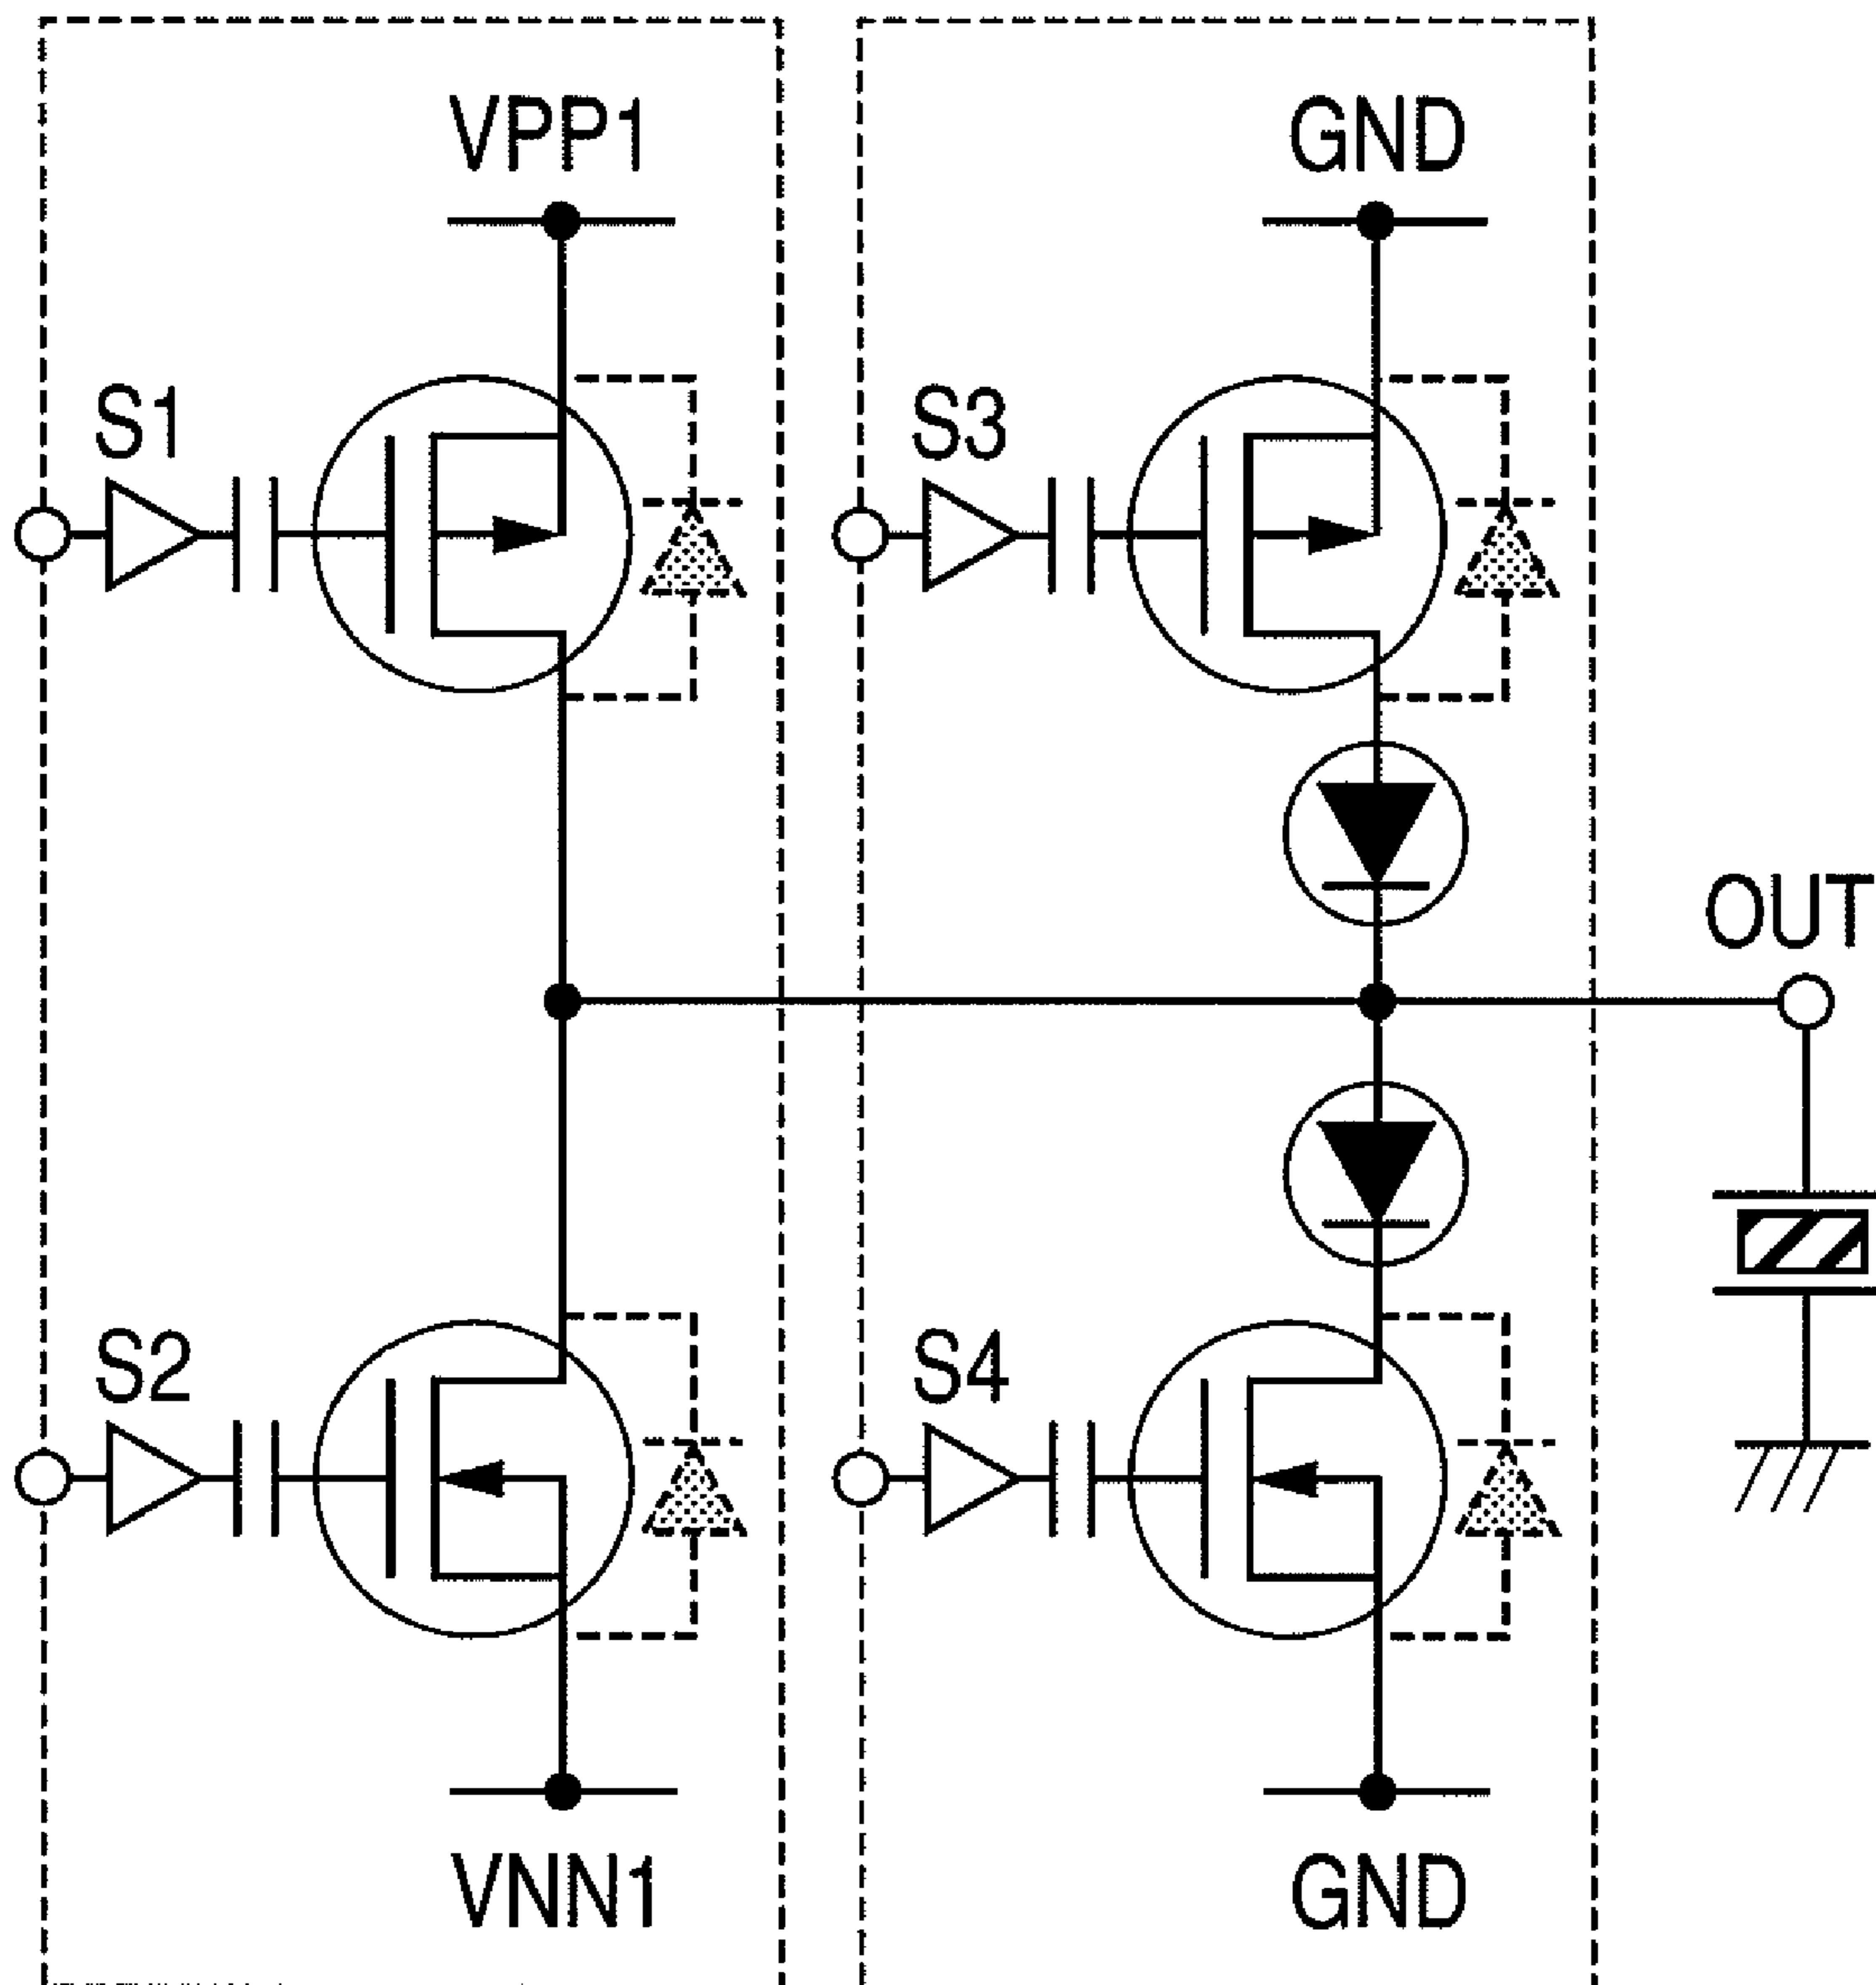 VPP1
GND
S1
S3
OUT
S2
S4
VNN1
GND